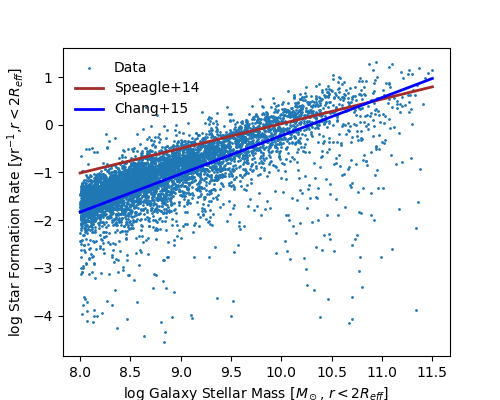 Data
Speagle+14
Chang+15
1
0
−1
−2
−3
−4
8.0 8.5 9.0 9.5 10.0 10.5 11.0 11.5
log Star Formation Rate [yr⁻¹, r < 2R_eff]
log Galaxy Stellar Mass [M_⊙, r < 2R_eff]